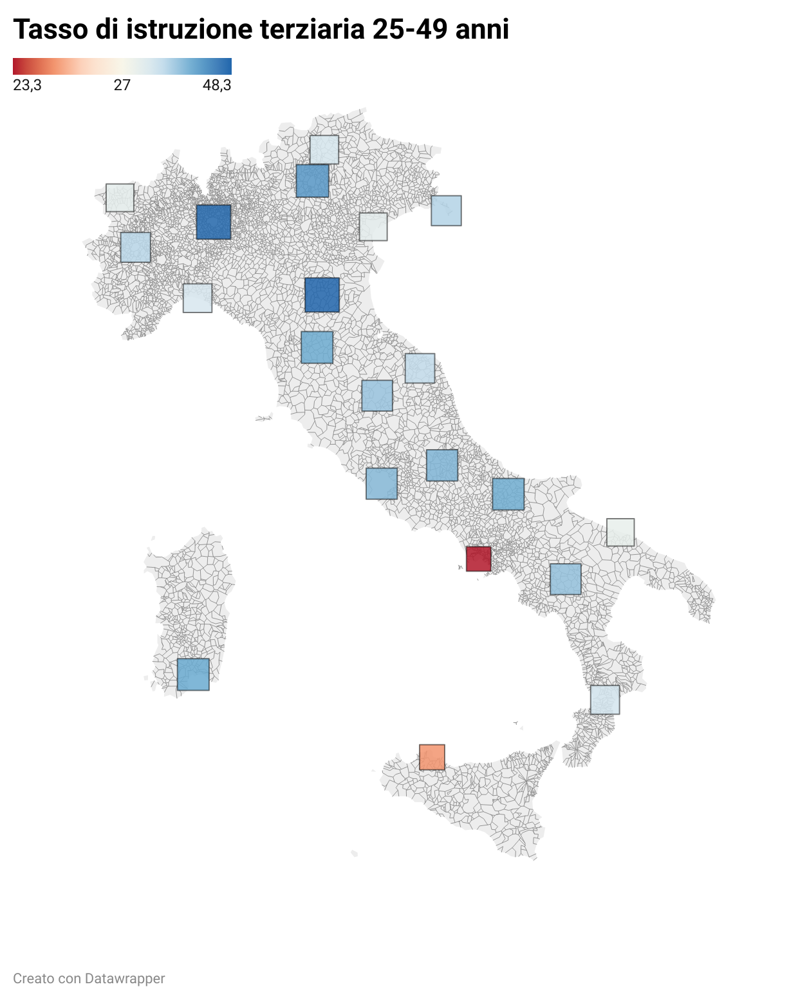 Tasso di istruzione terziaria 25-49 anni
23,3 27 48,3
Creato con Datawrapper